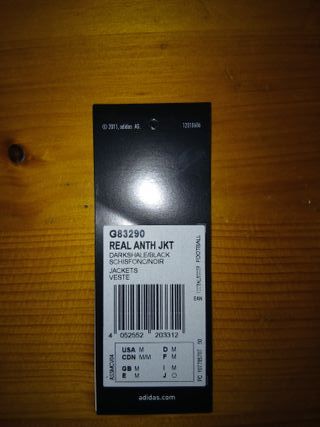 © 2011, adidas AG.
G83290
REAL ANTH JKT
DARKSHALE/BLACK
SCHISFONC/NOIR
JACKETS
VESTE
FOOTBALL
EAN
4 052552 203312
USA M D M
CDN M/M F M
GB M I M
E M J O
adidas.com